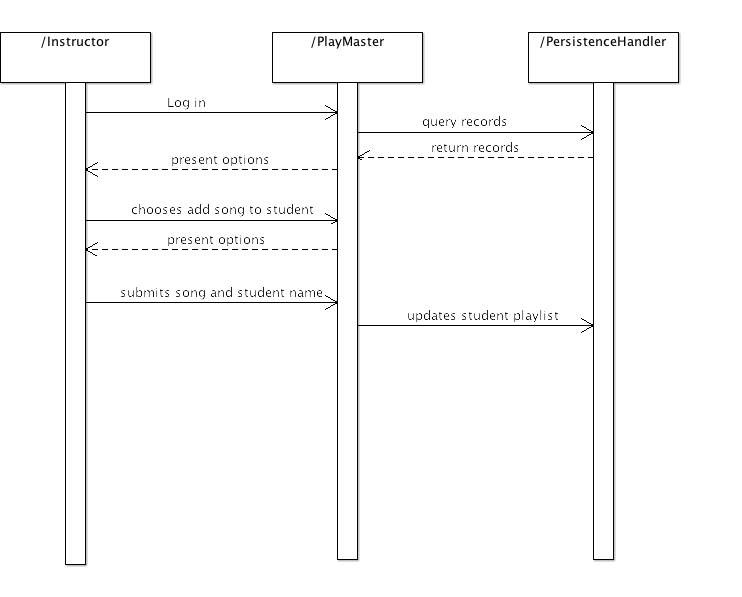 /Instructor
/PlayMaster
/PersistenceHandler
Log in
query records
return records
present options
chooses add song to student
present options
submits song and student name
updates student playlist